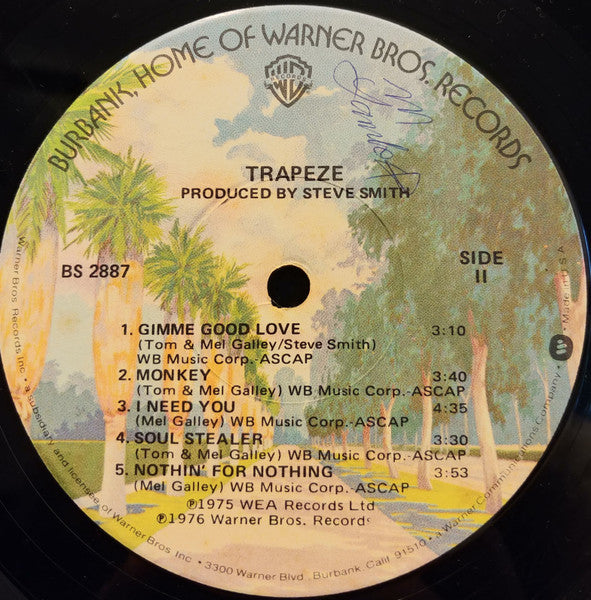 BURBANK, HOME OF WARNER BROS. RECORDS
RECORDS
TRAPEZE
PRODUCED BY STEVE SMITH
BS 2887
SIDE
II
1. GIMME GOOD LOVE 3:10
(Tom & Mel Galley/Steve Smith)
WB Music Corp.-ASCAP
2. MONKEY 3:40
(Tom & Mel Galley) WB Music Corp.-ASCAP
3. I NEED YOU 4:35
(Mel Galley) WB Music Corp.-ASCAP
4. SOUL STEALER 3:30
(Tom & Mel Galley) WB Music Corp.-ASCAP
5. NOTHIN' FOR NOTHING 3:53
(Mel Galley) WB Music Corp.-ASCAP
℗1975 WEA Records Ltd
℗1976 Warner Bros. Records
Warner Bros. Records Inc. • a subsidiary and licensee of Warner Bros. Inc. • 3300 Warner Blvd., Burbank, Calif. 91510 • a Warner Communications Company. • Made in U.S.A.